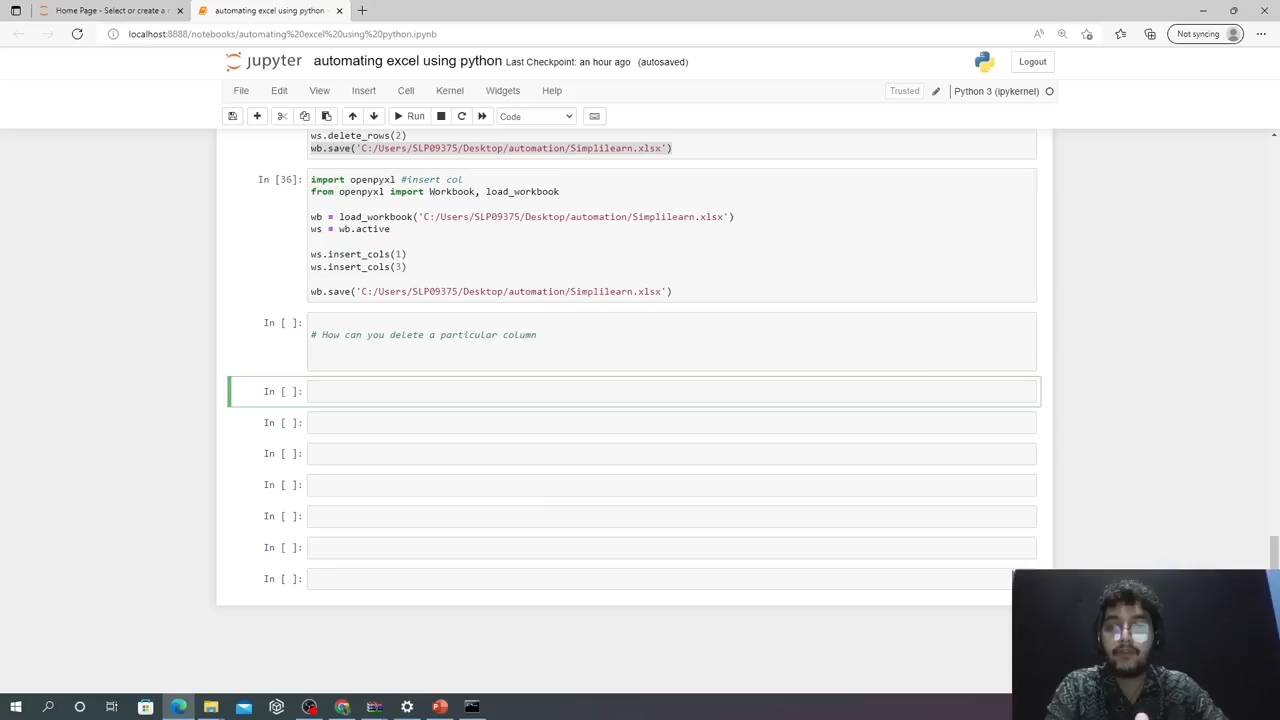 Home Page - Select or create a n
automating excel using python -
localhost:8888/notebooks/automating%20excel%20using%20python.ipynb
Not syncing
jupyter automating excel using python Last Checkpoint: an hour ago (autosaved)
Logout
File Edit View Insert Cell Kernel Widgets Help
Trusted
Python 3 (ipykernel)
Run
Code
ws.delete_rows(2)
wb.save('C:/Users/SLP09375/Desktop/automation/Simplilearn.xlsx')
In [36]:
import openpyxl #insert col
from openpyxl import Workbook, load_workbook
wb = load_workbook('C:/Users/SLP09375/Desktop/automation/Simplilearn.xlsx')
ws = wb.active
ws.insert_cols(1)
ws.insert_cols(3)
wb.save('C:/Users/SLP09375/Desktop/automation/Simplilearn.xlsx')
In [ ]:
# How can you delete a particular column
In [ ]:
In [ ]:
In [ ]:
In [ ]:
In [ ]:
In [ ]:
In [ ]: